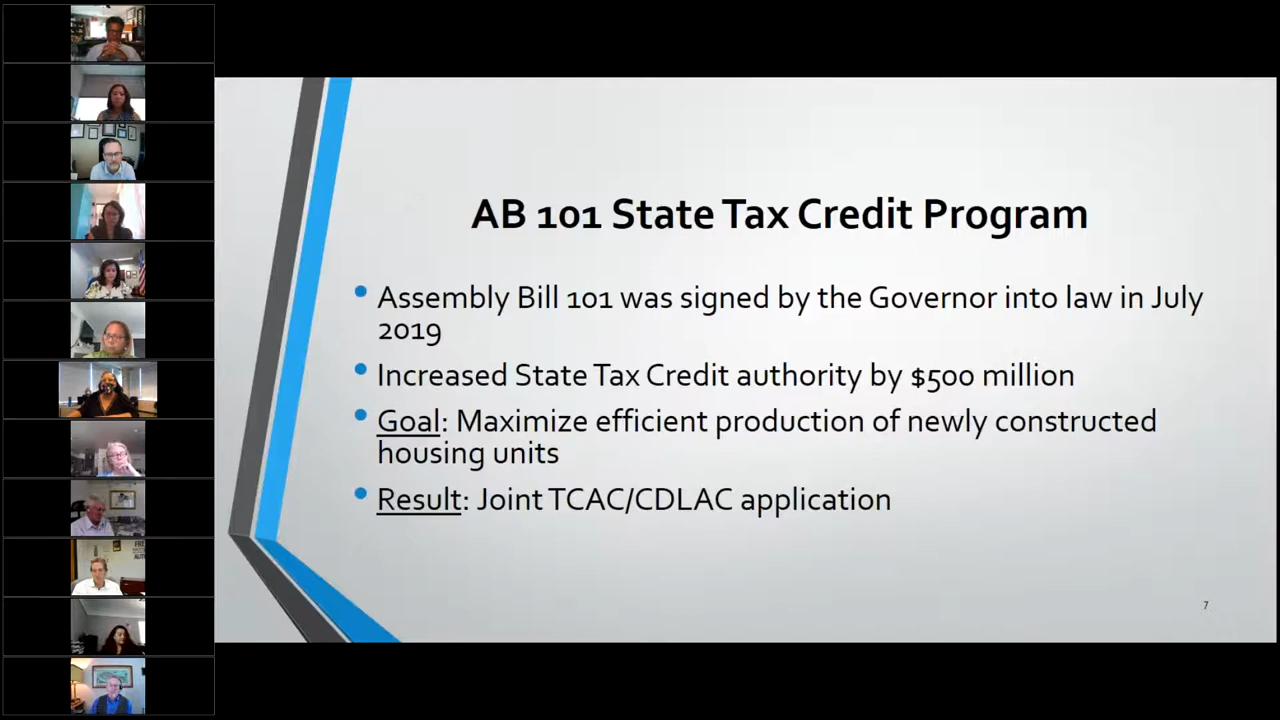 AB 101 State Tax Credit Program
Assembly Bill 101 was signed by the Governor into law in July
2019
Increased State Tax Credit authority by $500 million
Goal: Maximize efficient production of newly constructed
housing units
Result: Joint TCAC/CDLAC application
7